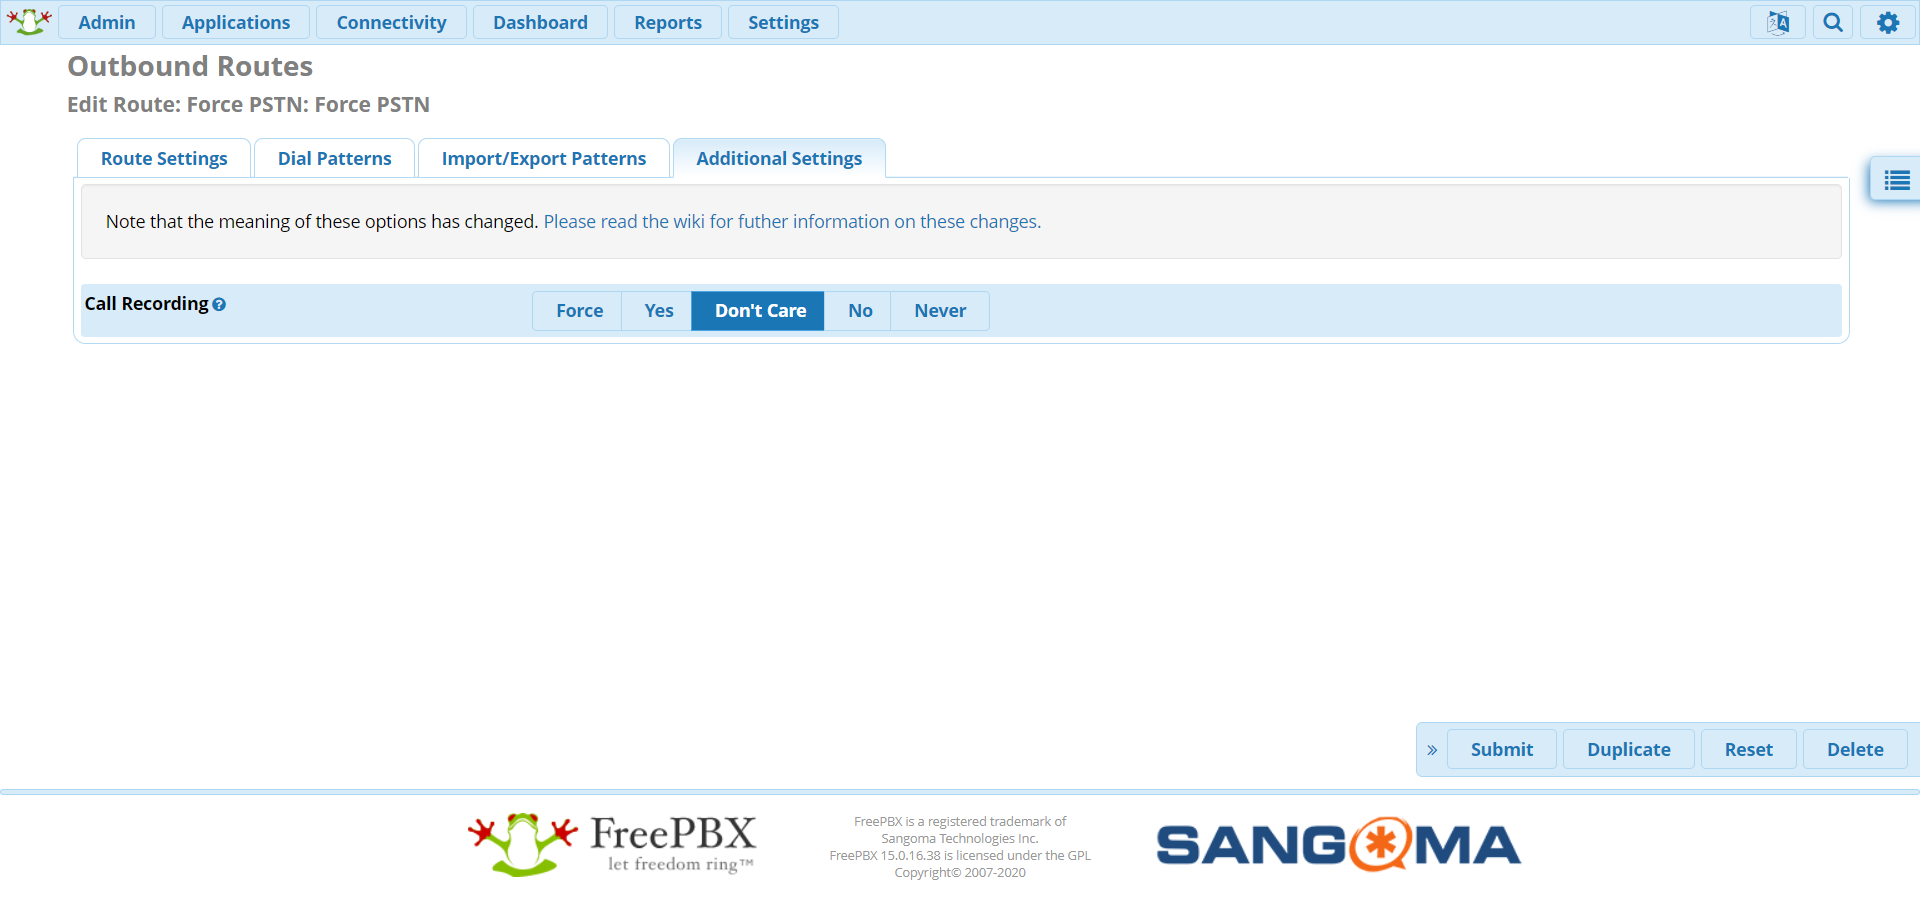 Admin Applications Connectivity Dashboard Reports Settings
Outbound Routes
Edit Route: Force PSTN: Force PSTN
Route Settings Dial Patterns Import/Export Patterns Additional Settings
Note that the meaning of these options has changed. Please read the wiki for futher information on these changes.
Call Recording Force Yes Don't Care No Never
» Submit Duplicate Reset Delete
FreePBX
let freedom ring™
FreePBX is a registered trademark of
Sangoma Technologies Inc.
FreePBX 15.0.16.38 is licensed under the GPL
Copyright© 2007-2020
SANGOMA